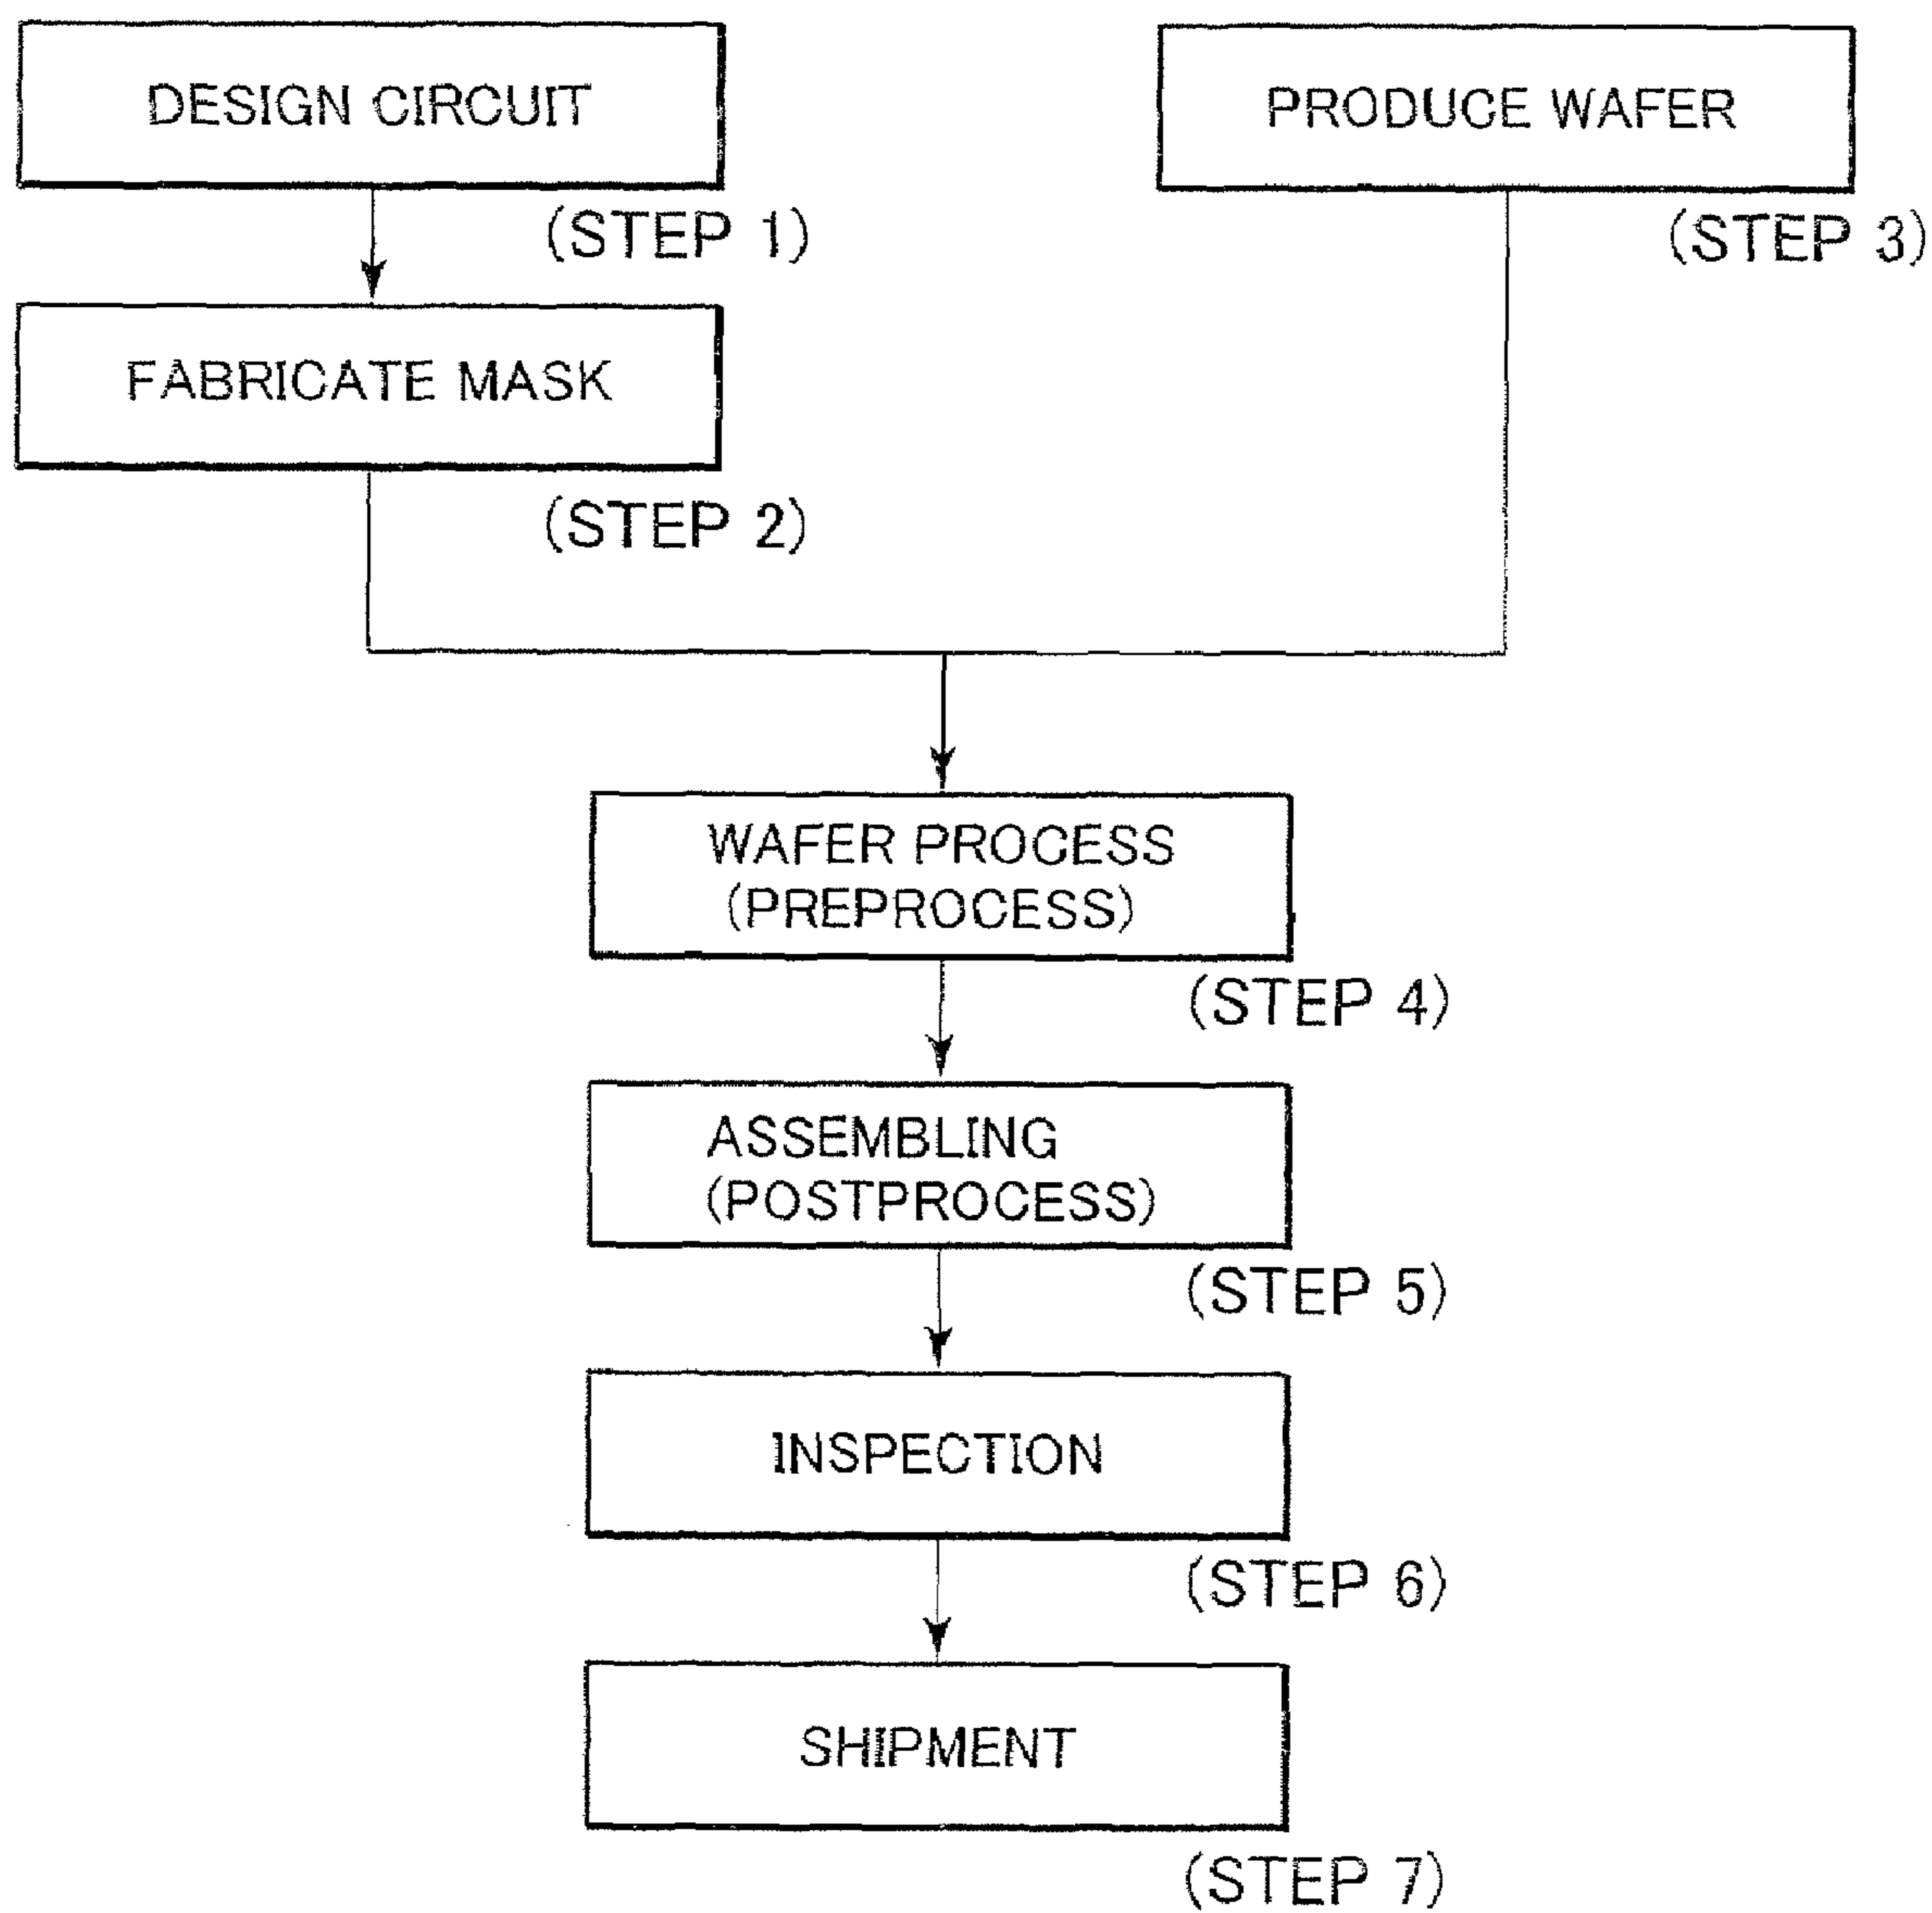 DESIGN CIRCUIT
(STEP 1)
FABRICATE MASK
(STEP 2)
PRODUCE WAFER
(STEP 3)
WAFER PROCESS
(PREPROCESS)
(STEP 4)
ASSEMBLING
(POSTPROCESS)
(STEP 5)
INSPECTION
(STEP 6)
SHIPMENT
(STEP 7)